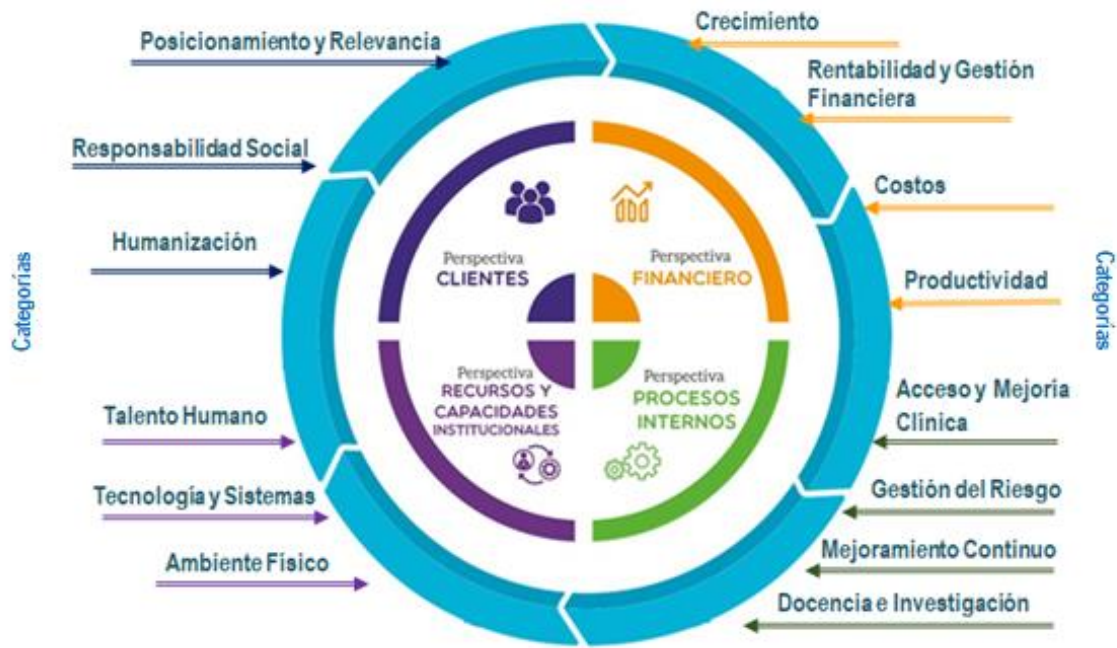 Posicionamiento y Relevancia
Responsabilidad Social
Humanización
Categorías
Talento Humano
Tecnología y Sistemas
Ambiente Físico
Perspectiva
CLIENTES
Perspectiva
FINANCIERO
Perspectiva
RECURSOS Y
CAPACIDADES
INSTITUCIONALES
Perspectiva
PROCESOS
INTERNOS
Crecimiento
Rentabilidad y Gestión
Financiera
Costos
Productividad
Categorías
Acceso y Mejoria
Clínica
Gestión del Riesgo
Mejoramiento Continuo
Docencia e Investigación